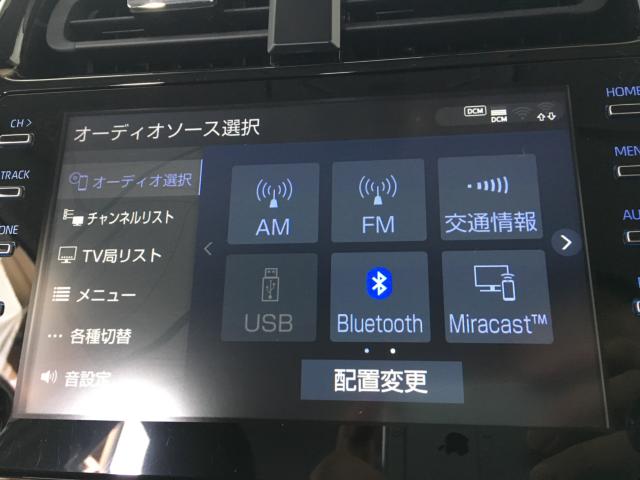 HOME
CH>
DCM
DCM
オーディオソース選択
TRACK
オーディオ選択
チャンネルリスト
TV局リスト
メニュー
各種切替
音設定
AM
FM
交通情報
USB
Bluetooth
Miracast™
配置変更